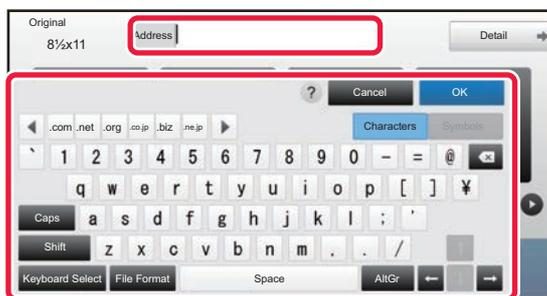 Original
8½x11
Address
Detail
? Cancel OK
.com .net .org .co.jp .biz .ne.jp Characters Symbols
` 1 2 3 4 5 6 7 8 9 0 - = @
q w e r t y u i o p [ ] ¥
Caps a s d f g h j k l ; '
Shift z x c v b n m , . /
Keyboard Select File Format Space AltGr